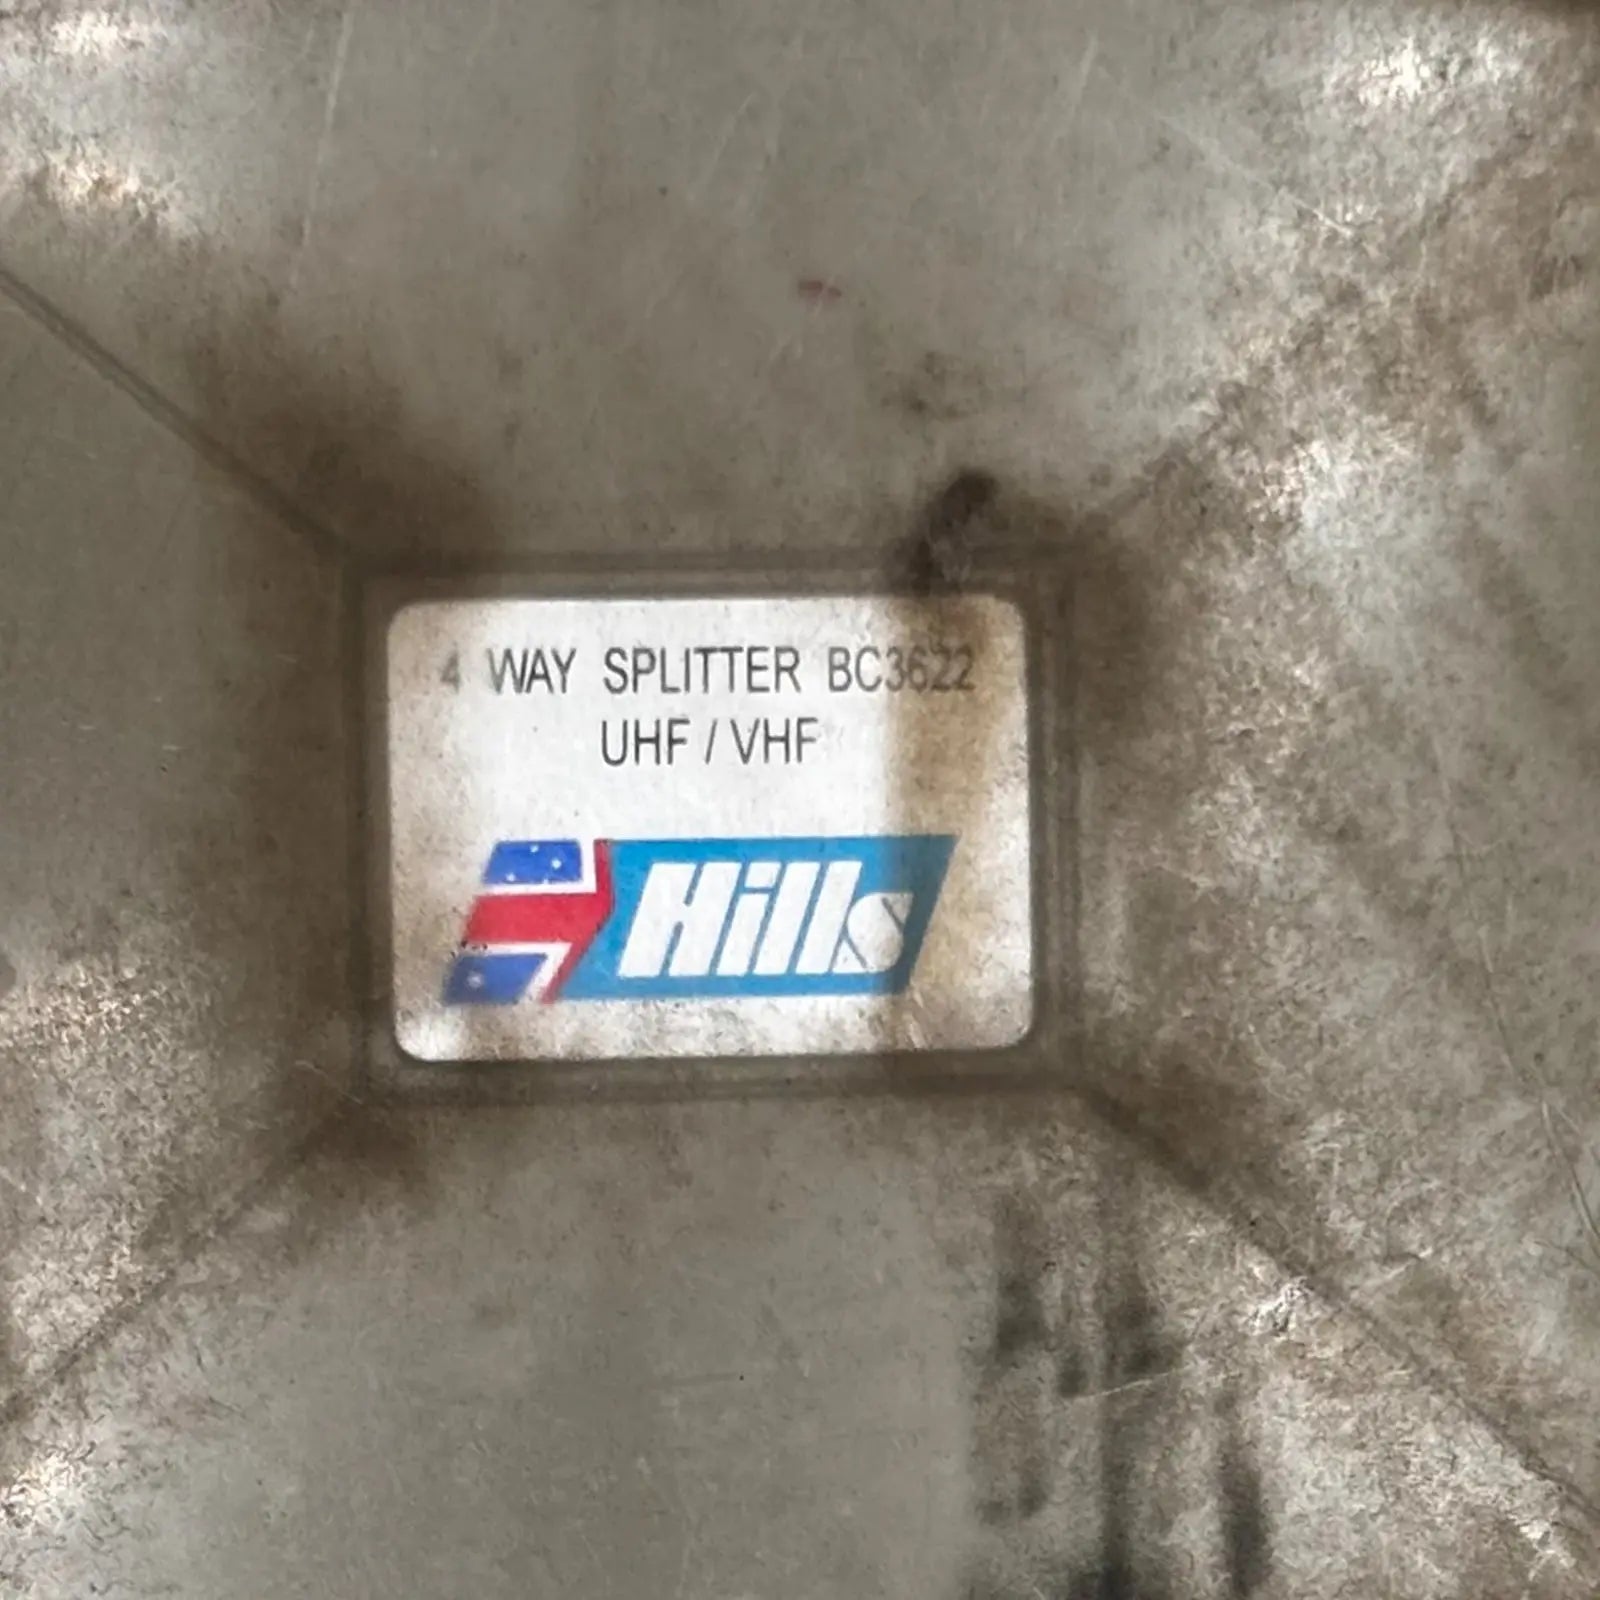 4 WAY SPLITTER BC3622
UHF / VHF
Hills